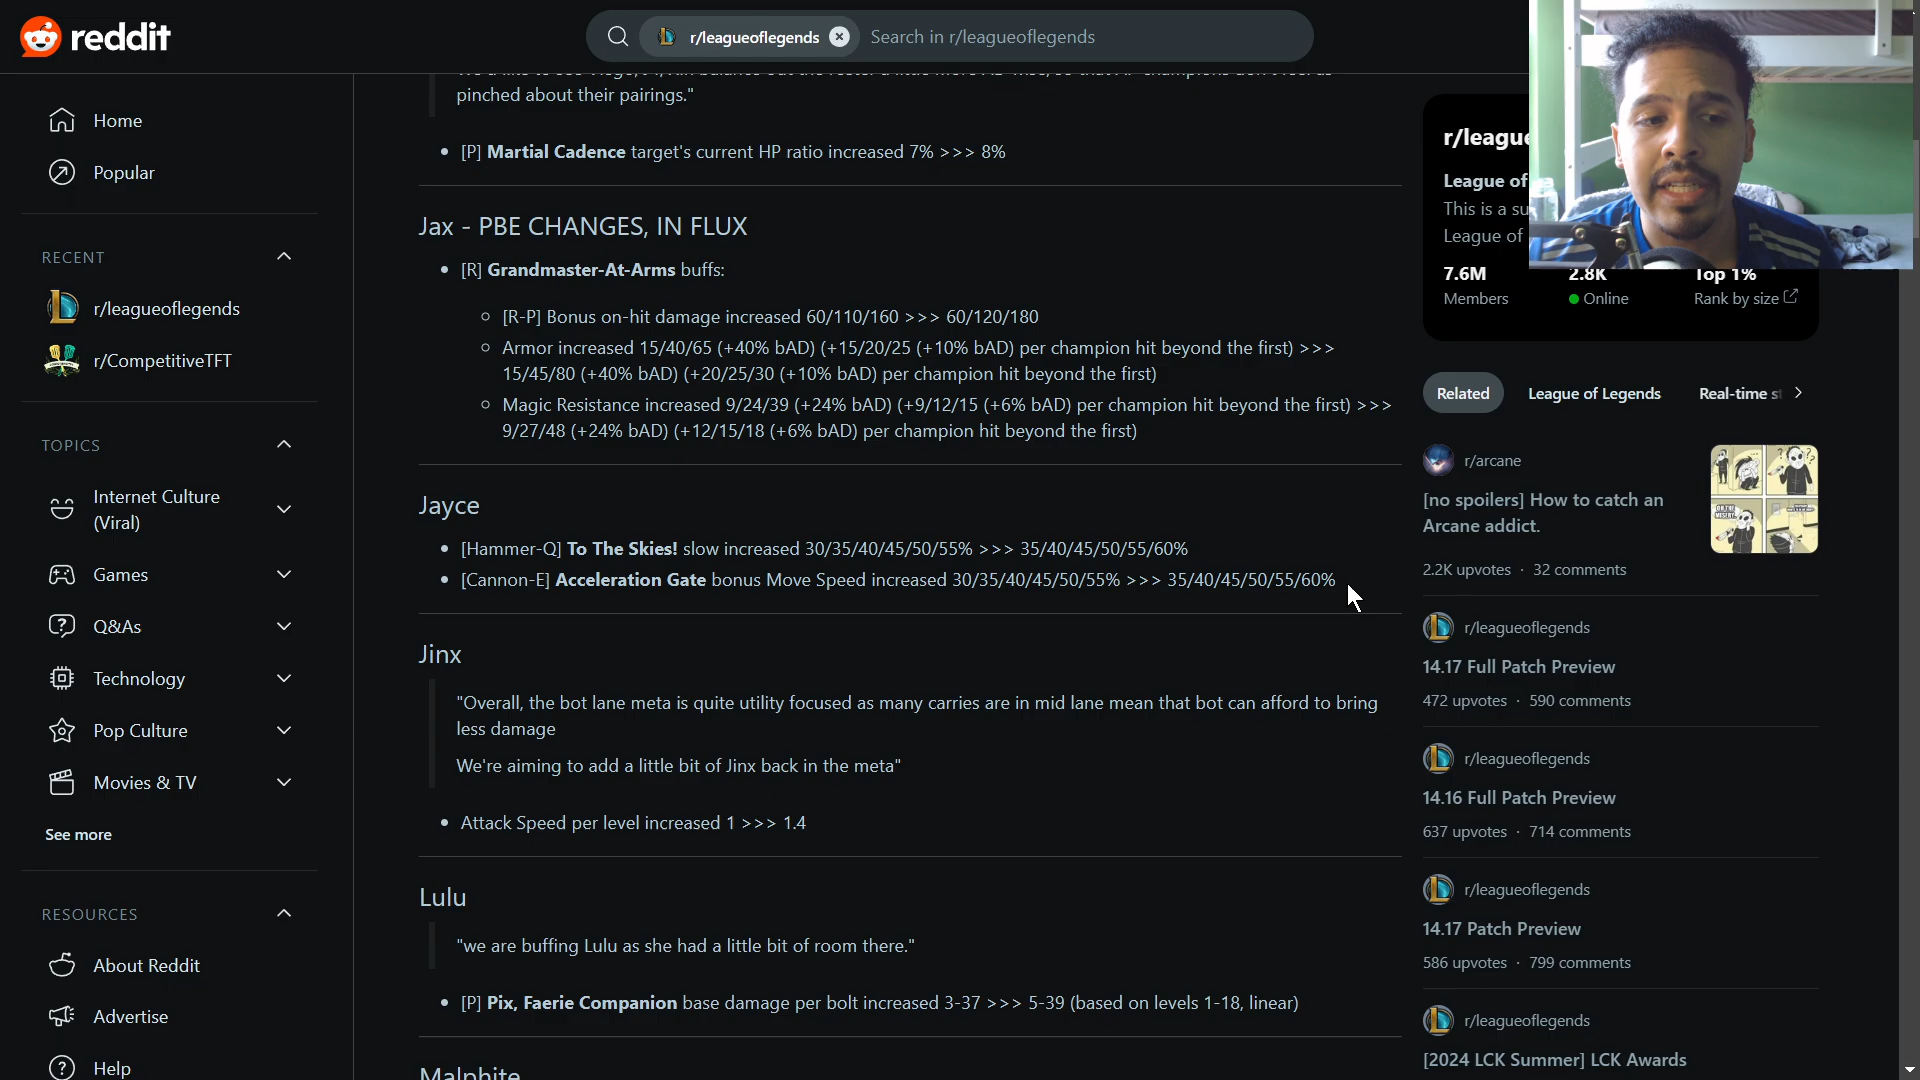 reddit
r/leagueoflegends
Search in r/leagueoflegends
Home
Popular
RECENT
r/leagueoflegends
r/CompetitiveTFT
TOPICS
Internet Culture
(Viral)
Games
Q&As
Technology
Pop Culture
Movies & TV
See more
RESOURCES
About Reddit
Advertise
Help
pinched about their pairings."
[P] Martial Cadence target's current HP ratio increased 7% >>> 8%
Jax - PBE CHANGES, IN FLUX
[R] Grandmaster-At-Arms buffs:
[R-P] Bonus on-hit damage increased 60/110/160 >>> 60/120/180
Armor increased 15/40/65 (+40% bAD) (+15/20/25 (+10% bAD) per champion hit beyond the first) >>>
15/45/80 (+40% bAD) (+20/25/30 (+10% bAD) per champion hit beyond the first)
Magic Resistance increased 9/24/39 (+24% bAD) (+9/12/15 (+6% bAD) per champion hit beyond the first) >>>
9/27/48 (+24% bAD) (+12/15/18 (+6% bAD) per champion hit beyond the first)
Jayce
[Hammer-Q] To The Skies! slow increased 30/35/40/45/50/55% >>> 35/40/45/50/55/60%
[Cannon-E] Acceleration Gate bonus Move Speed increased 30/35/40/45/50/55% >>> 35/40/45/50/55/60%
Jinx
"Overall, the bot lane meta is quite utility focused as many carries are in mid lane mean that bot can afford to bring
less damage
We're aiming to add a little bit of Jinx back in the meta"
Attack Speed per level increased 1 >>> 1.4
Lulu
"we are buffing Lulu as she had a little bit of room there."
[P] Pix, Faerie Companion base damage per bolt increased 3-37 >>> 5-39 (based on levels 1-18, linear)
Malphite
r/league
League of
This is a su
League of
7.6M 2.8K Top 1%
Members Online Rank by size
Related League of Legends Real-time st
r/arcane
[no spoilers] How to catch an
Arcane addict.
2.2K upvotes · 32 comments
r/leagueoflegends
14.17 Full Patch Preview
472 upvotes · 590 comments
r/leagueoflegends
14.16 Full Patch Preview
637 upvotes · 714 comments
r/leagueoflegends
14.17 Patch Preview
586 upvotes · 799 comments
r/leagueoflegends
[2024 LCK Summer] LCK Awards